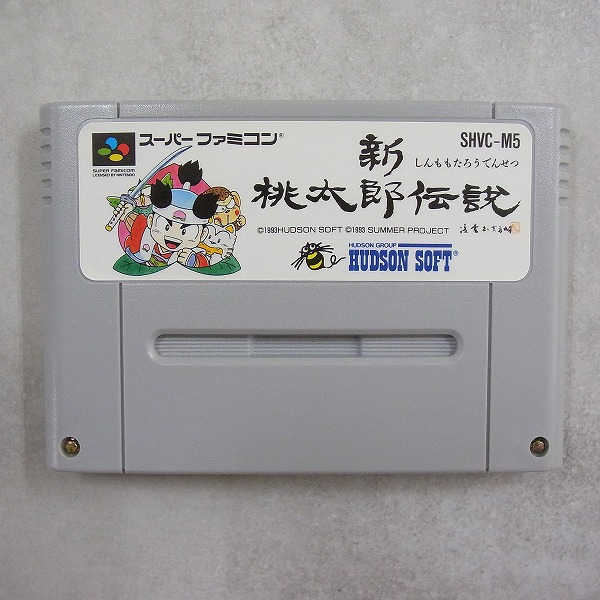 スーパーファミコン®
SUPER FAMICOM
LICENSED BY NINTENDO
SHVC-M5
新
しんももたろうでんせつ
桃太郎伝説
©1993HUDSON SOFT ©1993 SUMMER PROJECT
HUDSON GROUP
HUDSON SOFT®